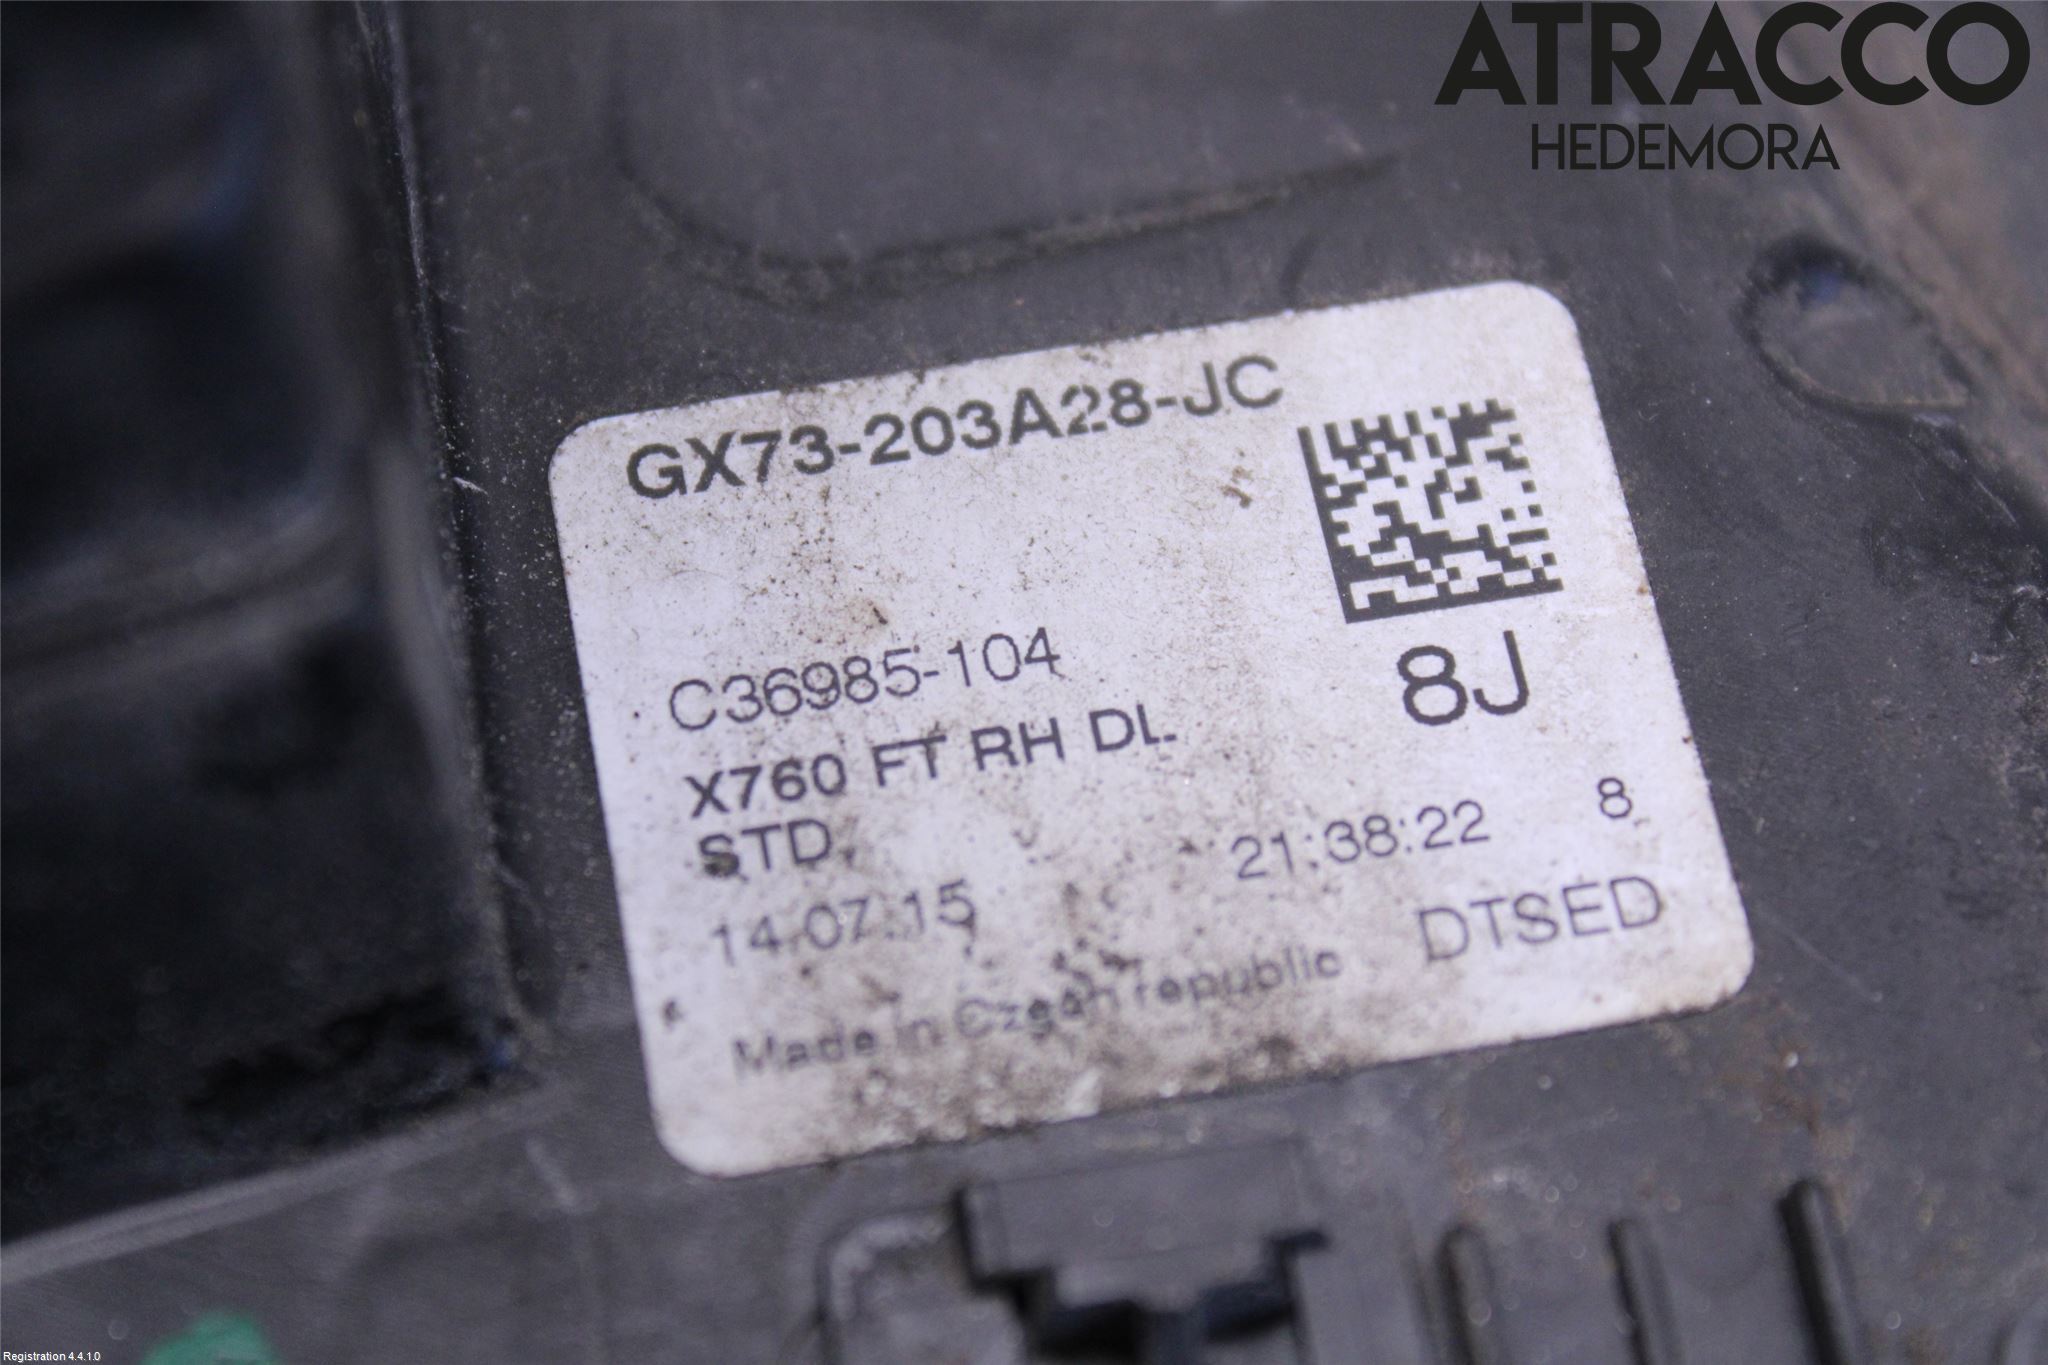 ATRACCO
HEDEMORA
GX73-203A28-JC
C36985-104
8J
X760 FT RH DL
STD
21:38:22 8
14.07.15
DTSED
Made in Czech republic
Registration 4.4.1.0